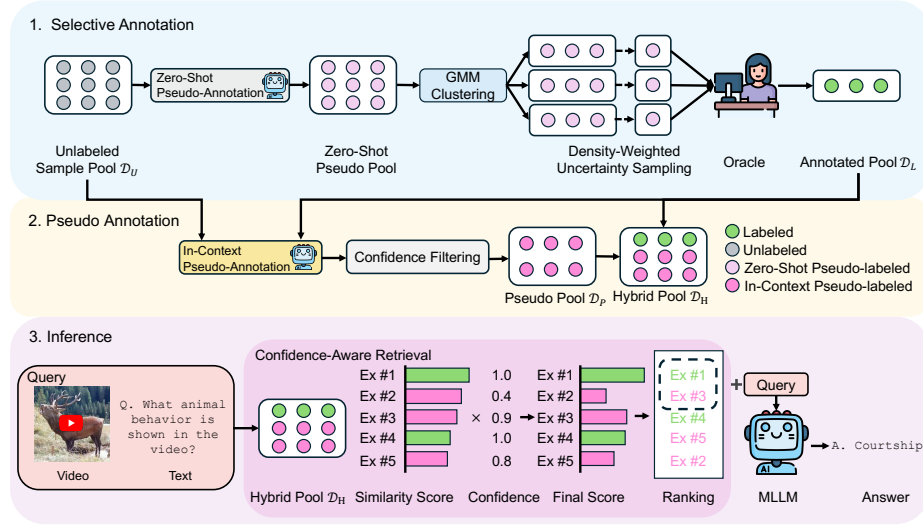 1. Selective Annotation
Zero-Shot
Pseudo-Annotation
GMM
Clustering
Unlabeled
Sample Pool 𝒟_U
Zero-Shot
Pseudo Pool
Density-Weighted
Uncertainty Sampling
Oracle
Annotated Pool 𝒟_L
2. Pseudo Annotation
In-Context
Pseudo-Annotation
Confidence Filtering
Pseudo Pool 𝒟_P
Hybrid Pool 𝒟_H
Labeled
Unlabeled
Zero-Shot Pseudo-labeled
In-Context Pseudo-labeled
3. Inference
Query
Q. What animal
behavior is
shown in the
video?
Video
Text
Confidence-Aware Retrieval
Hybrid Pool 𝒟_H
Ex #1
Ex #2
Ex #3
Ex #4
Ex #5
Similarity Score
×
1.0
0.4
0.9
1.0
0.8
Confidence
Ex #1
Ex #2
Ex #3
Ex #4
Ex #5
Final Score
Ex #1
Ex #3
Ex #4
Ex #5
Ex #2
Ranking
+
Query
AI
MLLM
A. Courtship
Answer